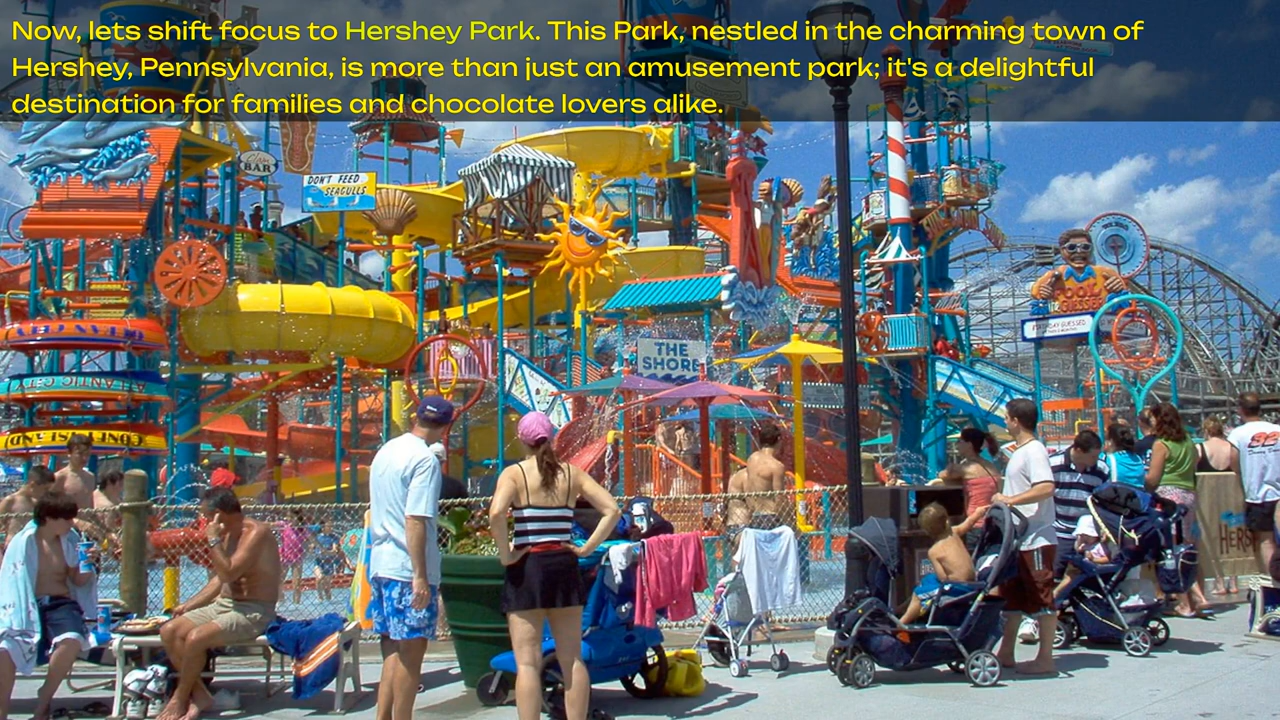 Now, lets shift focus to Hershey Park. This Park, nestled in the charming town of
Hershey, Pennsylvania, is more than just an amusement park; it's a delightful
destination for families and chocolate lovers alike.
BAR
DON'T FEED
SEAGULLS
THE
SHORE